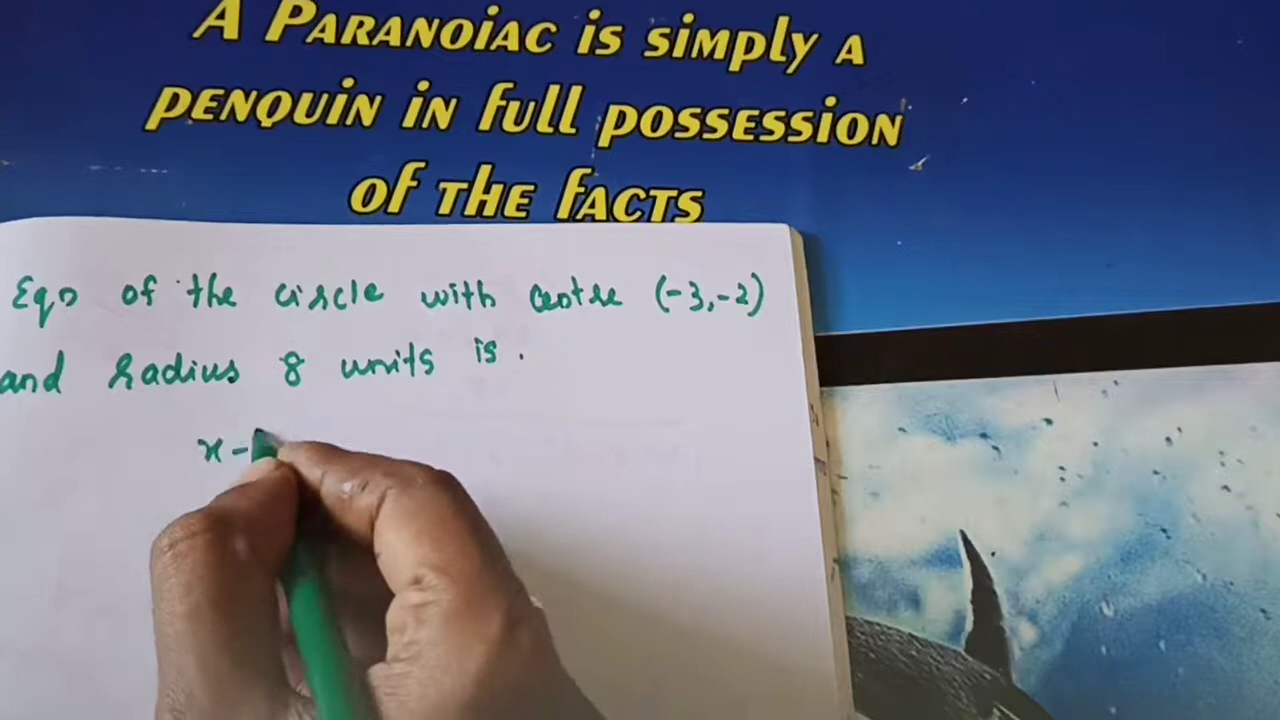 A PARANOiAC is simply A
PENQUiN iN full possession
of THE fACTS
Eqn of the circle with centre (-3,-2)
and radius 8 units is.
x-